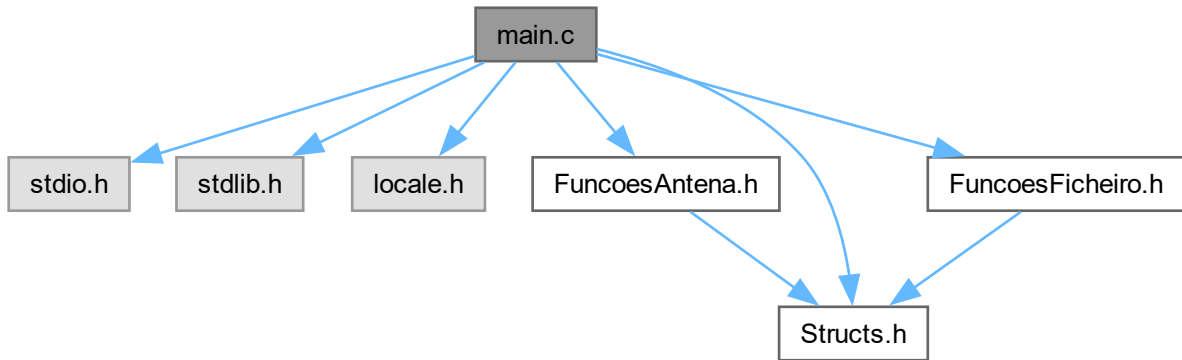 main.c
stdio.h
stdlib.h
locale.h
FuncoesAntena.h
FuncoesFicheiro.h
Structs.h